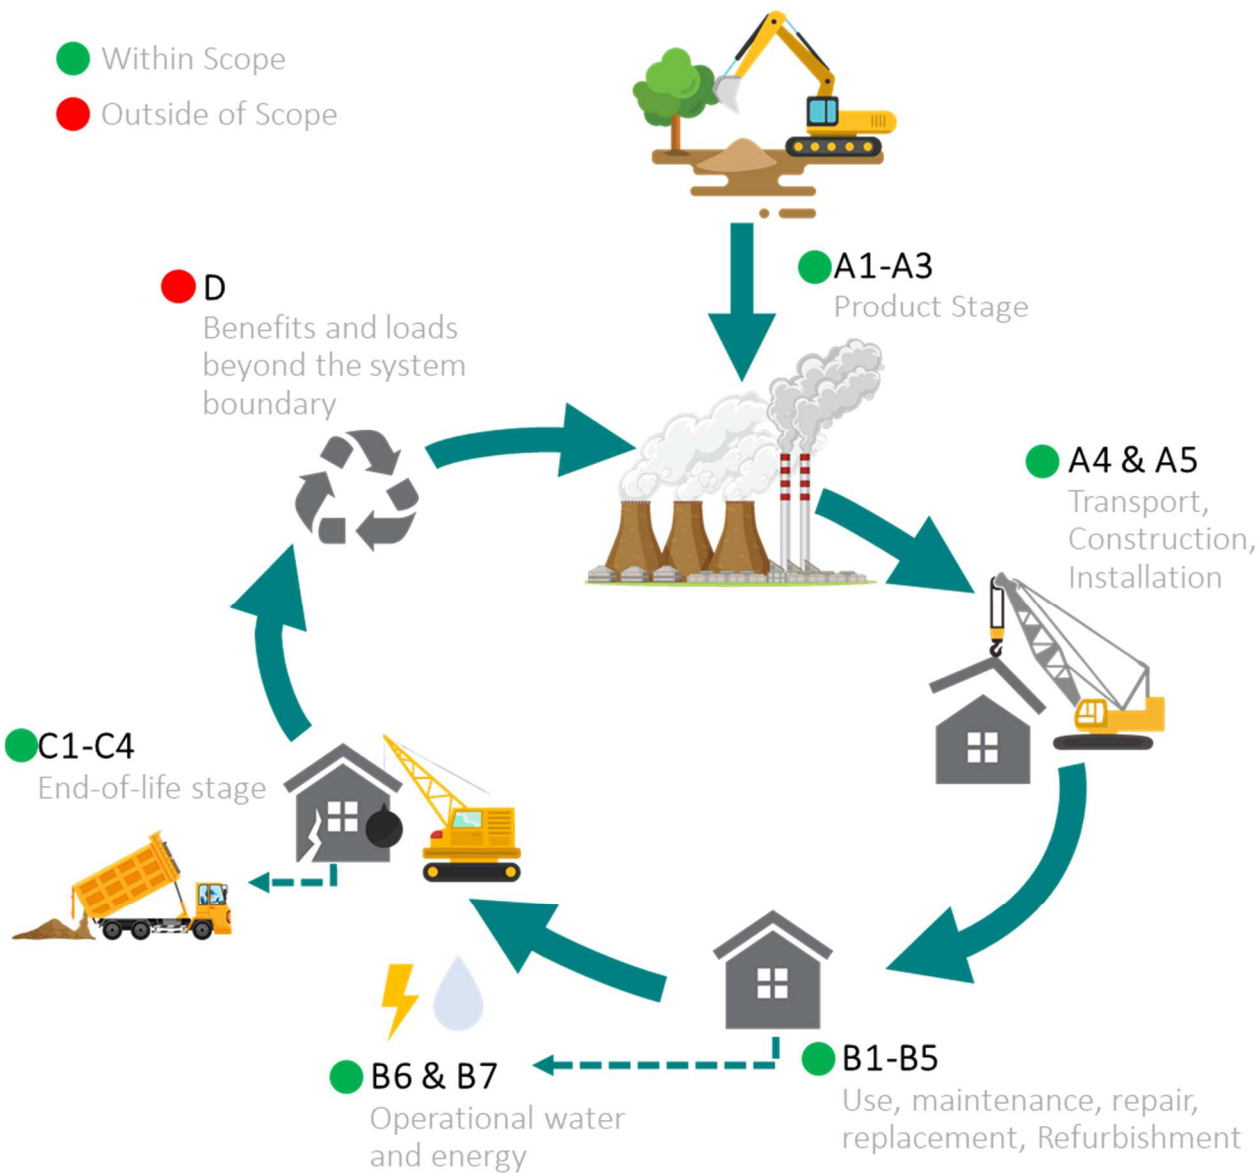 Within Scope
Outside of Scope
A1-A3
Product Stage
D
Benefits and loads
beyond the system
boundary
A4 & A5
Transport,
Construction,
Installation
C1-C4
End-of-life stage
B1-B5
Use, maintenance, repair,
replacement, Refurbishment
B6 & B7
Operational water
and energy